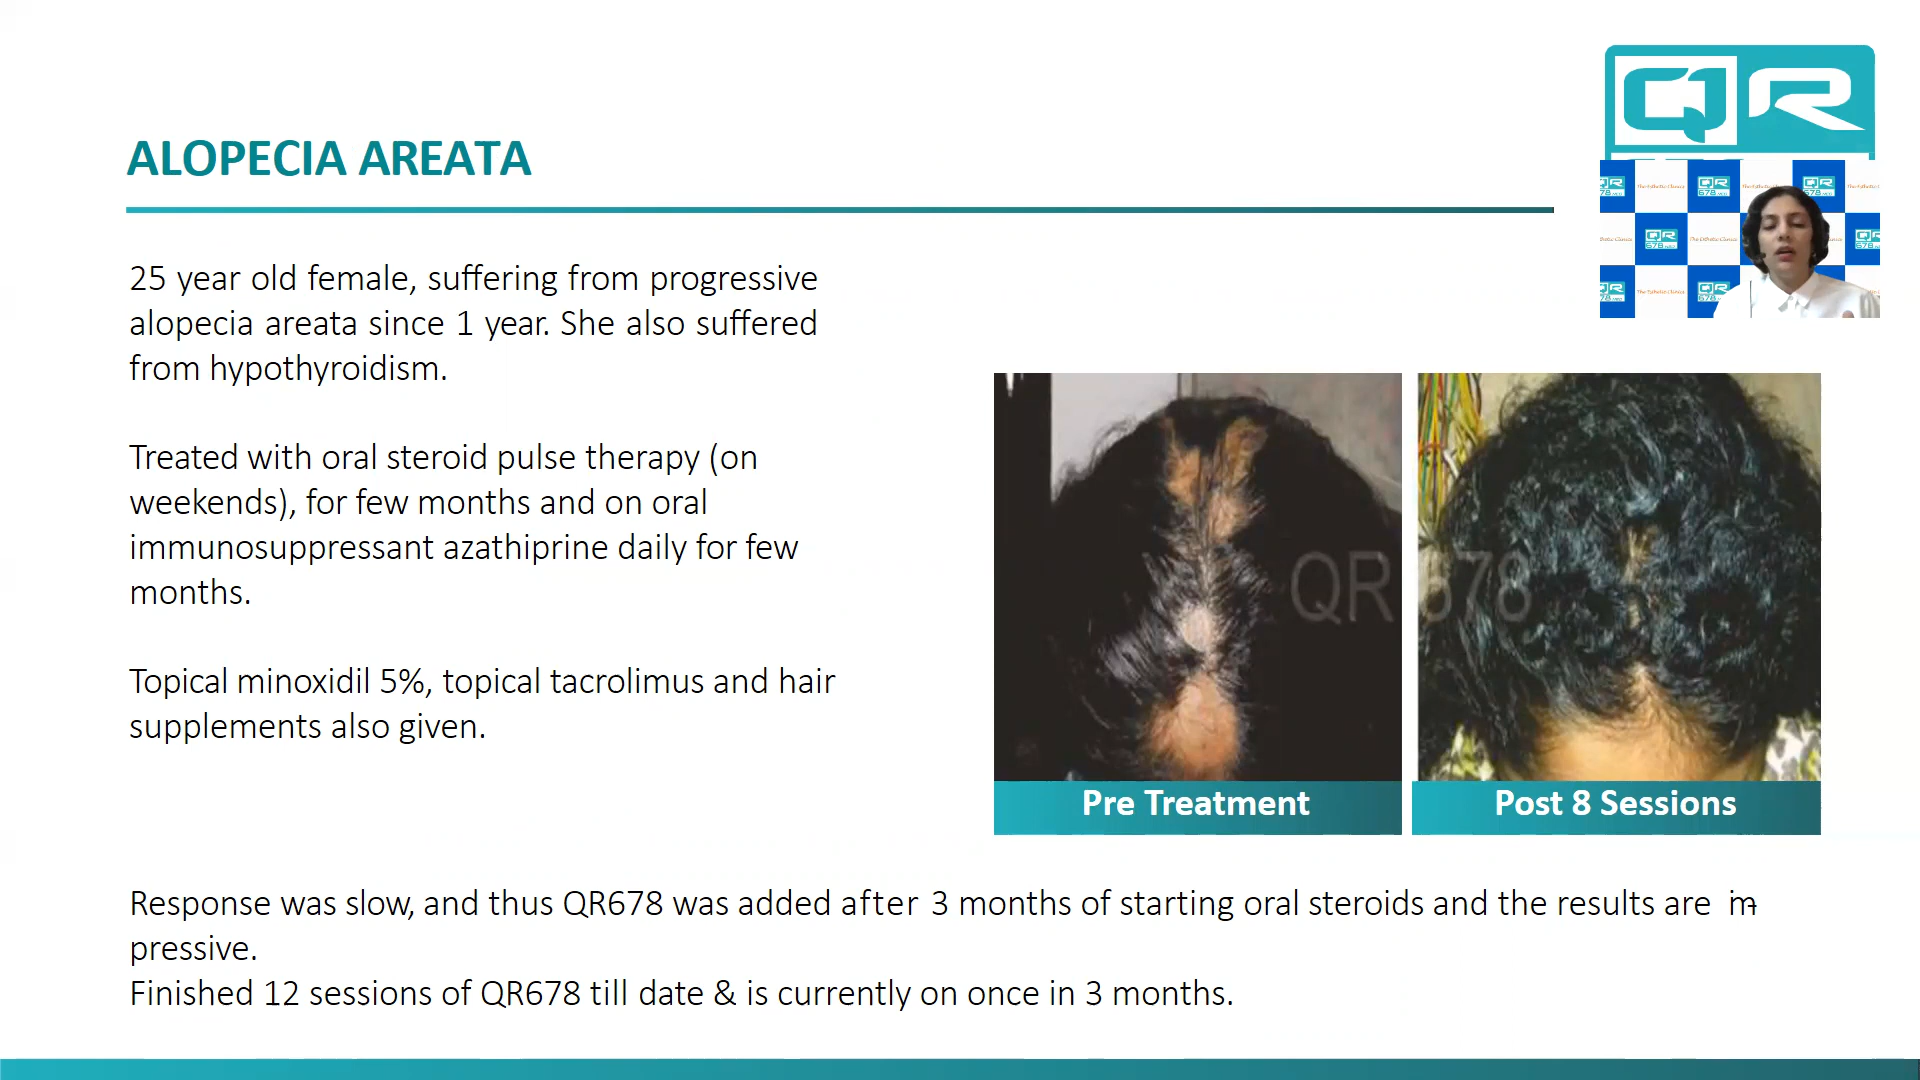 QR
ALOPECIA AREATA
25 year old female, suffering from progressive
alopecia areata since 1 year. She also suffered
from hypothyroidism.
Treated with oral steroid pulse therapy (on
weekends), for few months and on oral
immunosuppressant azathiprine daily for few
months.
Topical minoxidil 5%, topical tacrolimus and hair
supplements also given.
QR 678
Pre Treatment
Post 8 Sessions
Response was slow, and thus QR678 was added after 3 months of starting oral steroids and the results are im-
pressive.
Finished 12 sessions of QR678 till date & is currently on once in 3 months.